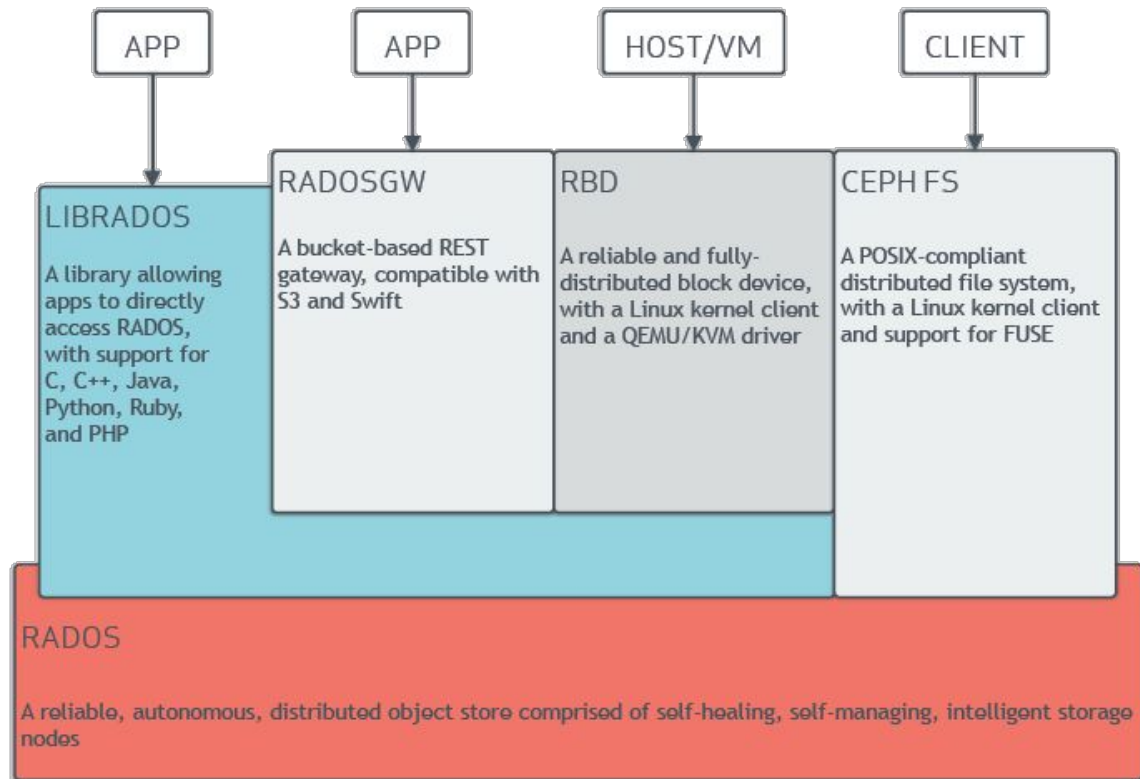 APP
APP
HOST/VM
CLIENT
LIBRADOS
A library allowing
apps to directly
access RADOS,
with support for
C, C++, Java,
Python, Ruby,
and PHP
RADOSGW
A bucket-based REST
gateway, compatible with
S3 and Swift
RBD
A reliable and fully-
distributed block device,
with a Linux kernel client
and a QEMU/KVM driver
CEPH FS
A POSIX-compliant
distributed file system,
with a Linux kernel client
and support for FUSE
RADOS
A reliable, autonomous, distributed object store comprised of self-healing, self-managing, intelligent storage
nodes